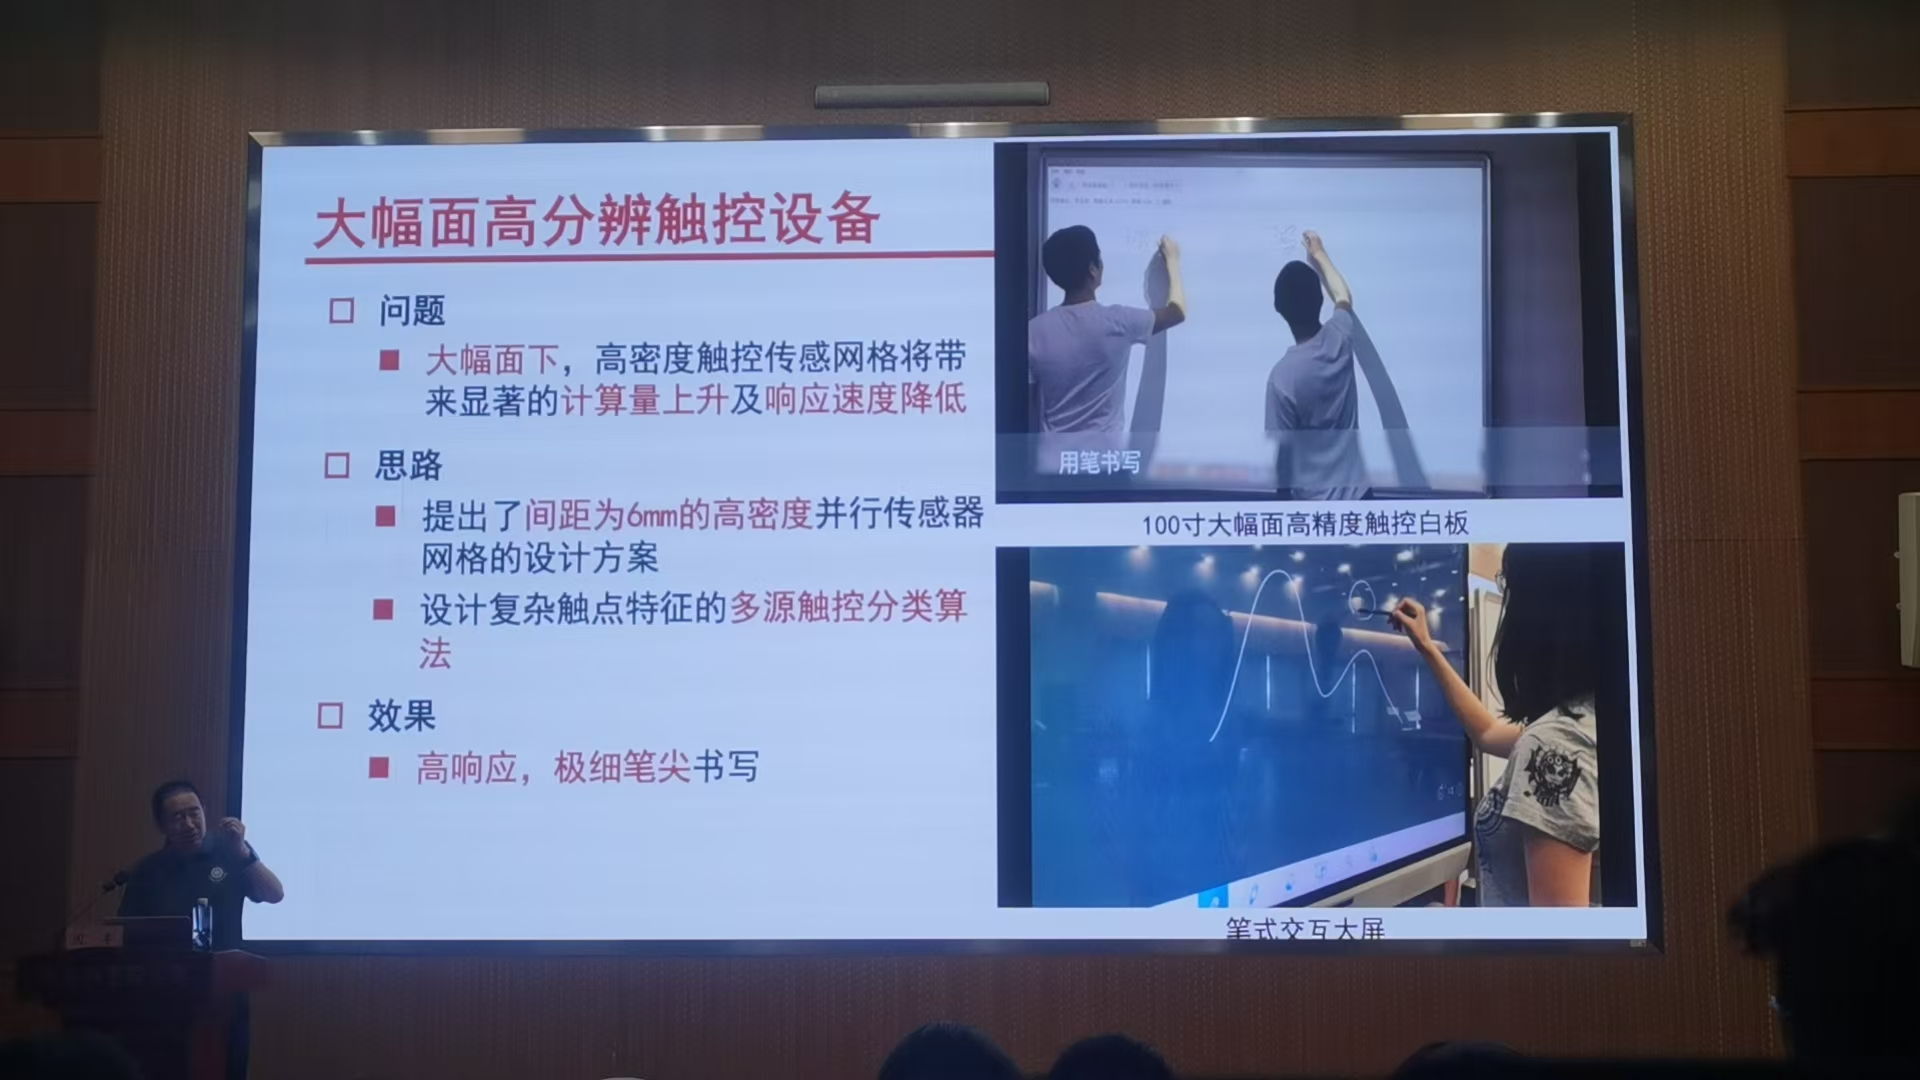 大幅面高分辨触控设备
问题
大幅面下，高密度触控传感网格将带
来显著的计算量上升及响应速度降低
思路
提出了间距为6mm的高密度并行传感器
网格的设计方案
设计复杂触点特征的多源触控分类算
法
效果
高响应，极细笔尖书写
用笔书写
100寸大幅面高精度触控白板
笔式交互大屏